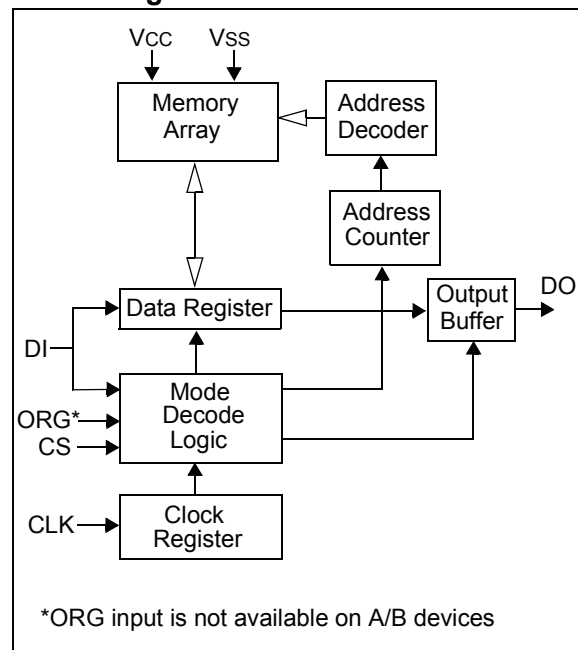 VCC VSS
Memory
Array
Address
Decoder
Address
Counter
Data Register
Output
Buffer
DO
DI
Mode
Decode
Logic
ORG*
CS
CLK
Clock
Register
*ORG input is not available on A/B devices